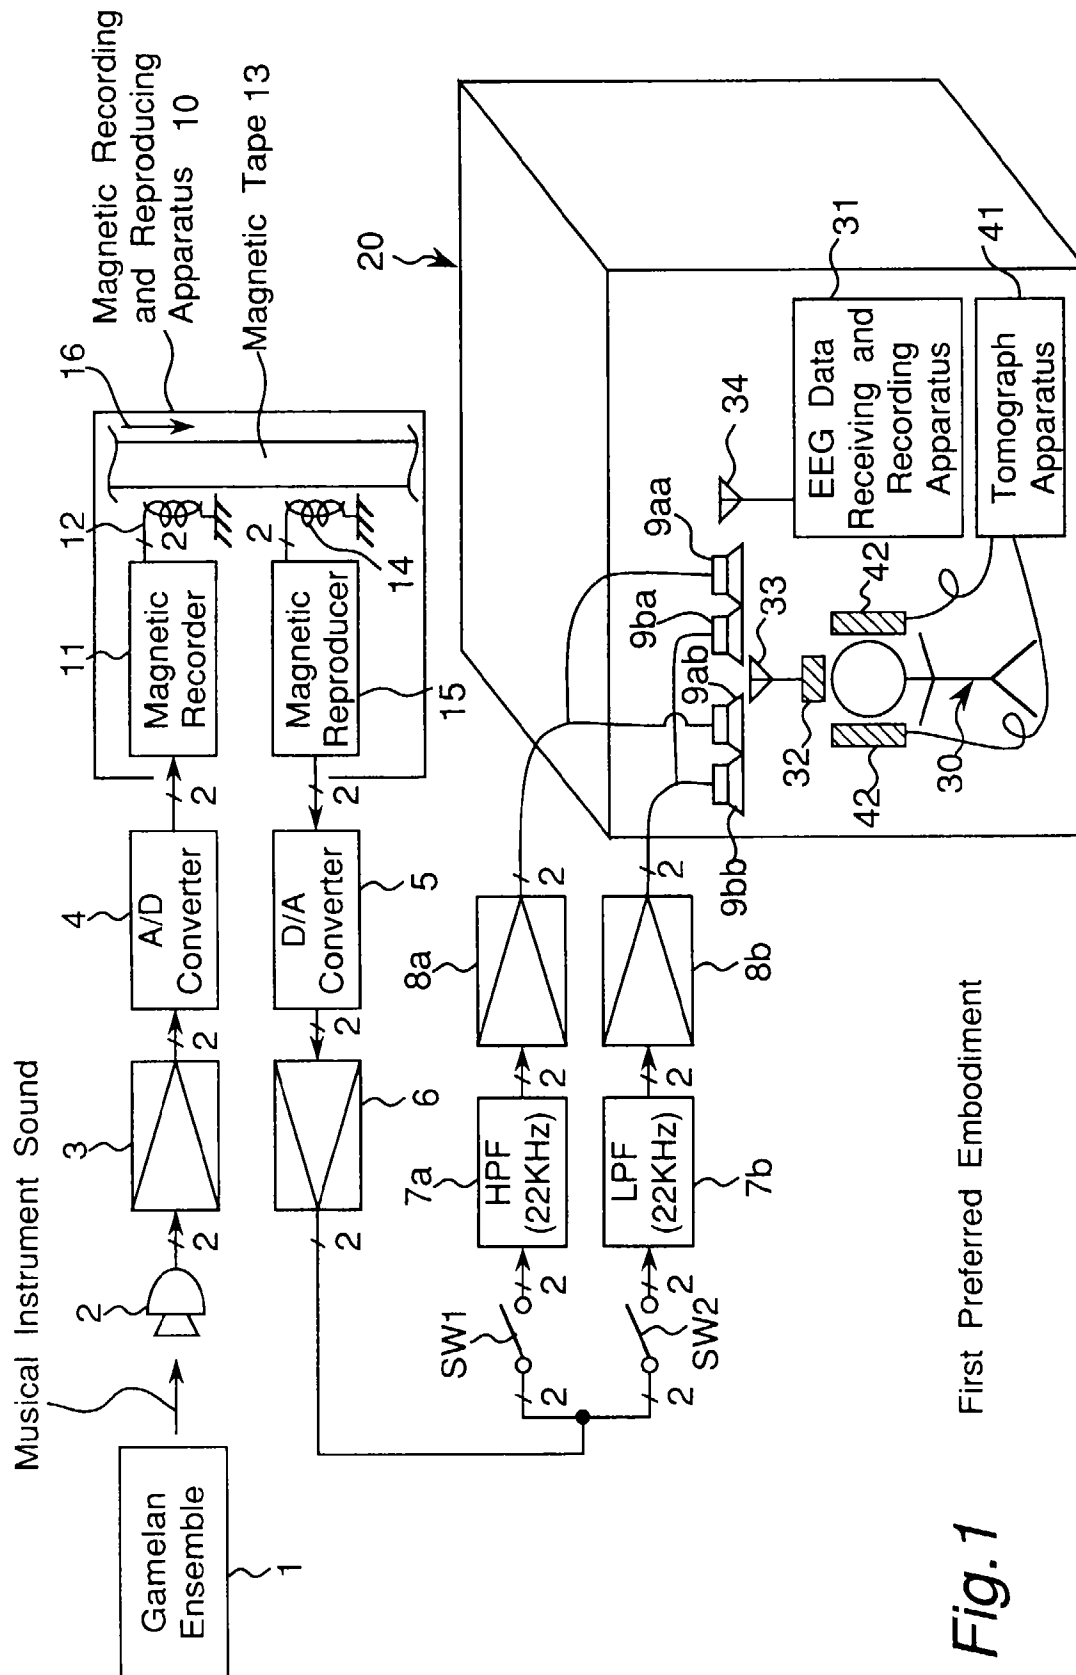 Musical Instrument Sound
Gamelan
Ensemble
1
2
2
3
2
4
A/D
Converter
2
11
Magnetic
Recorder
12
2
16
Magnetic Recording
and Reproducing
Apparatus 10
Magnetic Tape 13
2
14
Magnetic
Reproducer
15
2
D/A
Converter
5
2
6
2
SW1
2
2
7a
HPF
(22KHz)
2
8a
2
SW2
2
2
LPF
(22KHz)
7b
2
8b
2
20
9aa
9ba
9ab
9bb
33
34
32
42
42
30
EEG Data
Receiving and
Recording
Apparatus
31
Tomograph
Apparatus
41
First Preferred Embodiment
Fig.1